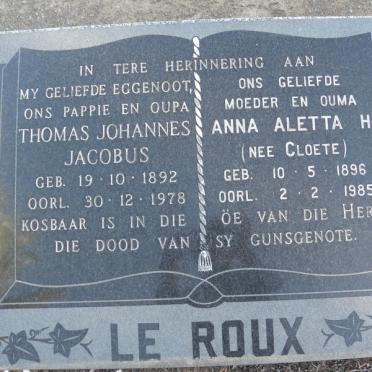 IN TERE HERINNERING AAN
MY GELIEFDE EGGENOOT,
ONS PAPPIE EN OUPA
THOMAS JOHANNES
JACOBUS
GEB. 19·10·1892
OORL. 30·12·1978
ONS GELIEFDE
MOEDER EN OUMA
ANNA ALETTA H
(NEE CLOETE)
GEB. 10·5·1896
OORL. 2·2·1985
KOSBAAR IS IN DIE OË VAN DIE HER
DIE DOOD VAN SY GUNSGENOTE.
LE ROUX